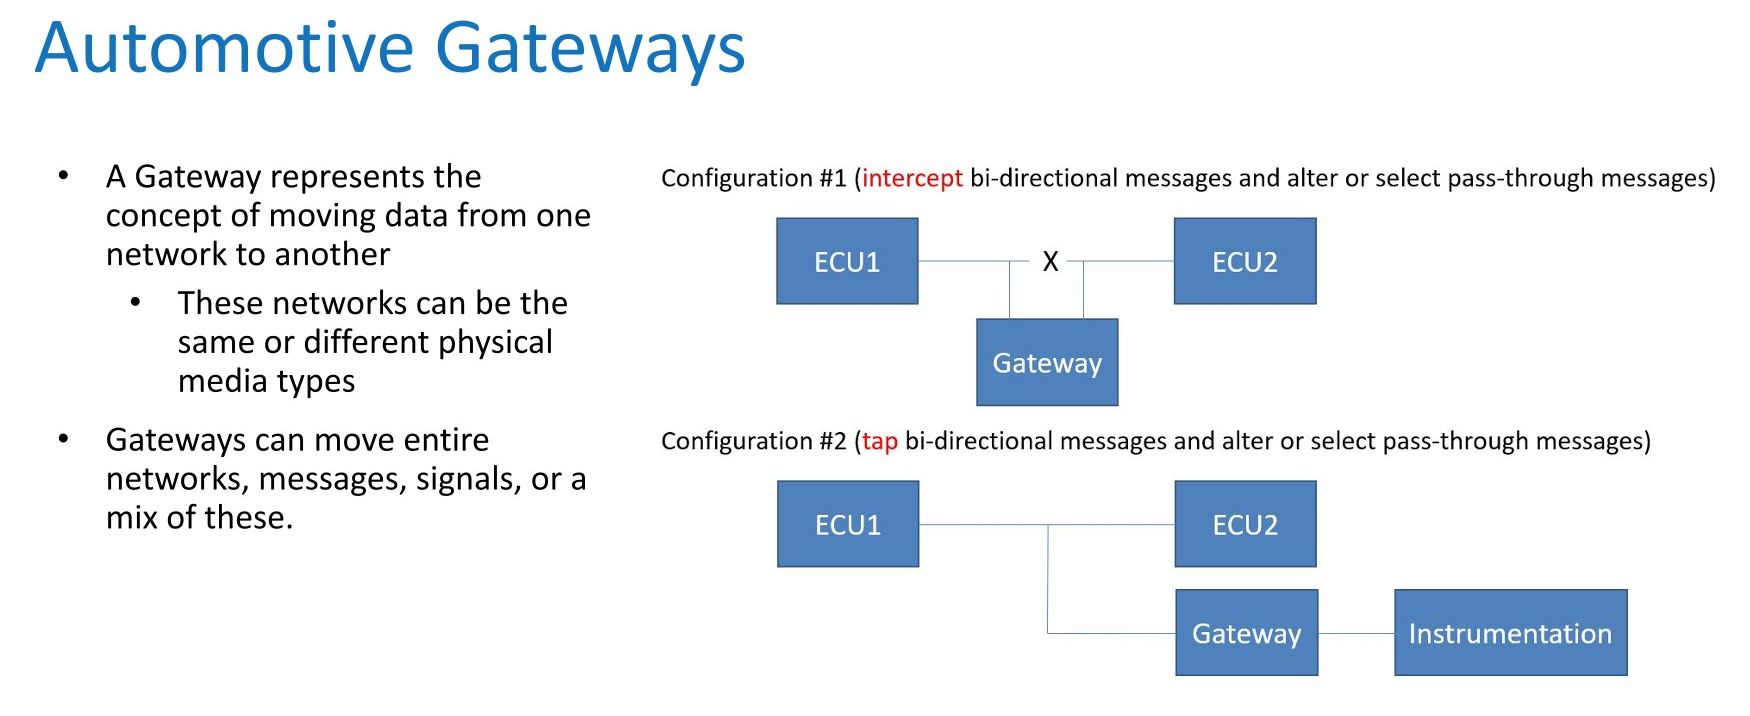 Automotive Gateways
• A Gateway represents the
concept of moving data from one
network to another
• These networks can be the
same or different physical
media types
• Gateways can move entire
networks, messages, signals, or a
mix of these.
Configuration #1 (intercept bi-directional messages and alter or select pass-through messages)
ECU1
X
ECU2
Gateway
Configuration #2 (tap bi-directional messages and alter or select pass-through messages)
ECU1
ECU2
Gateway
Instrumentation